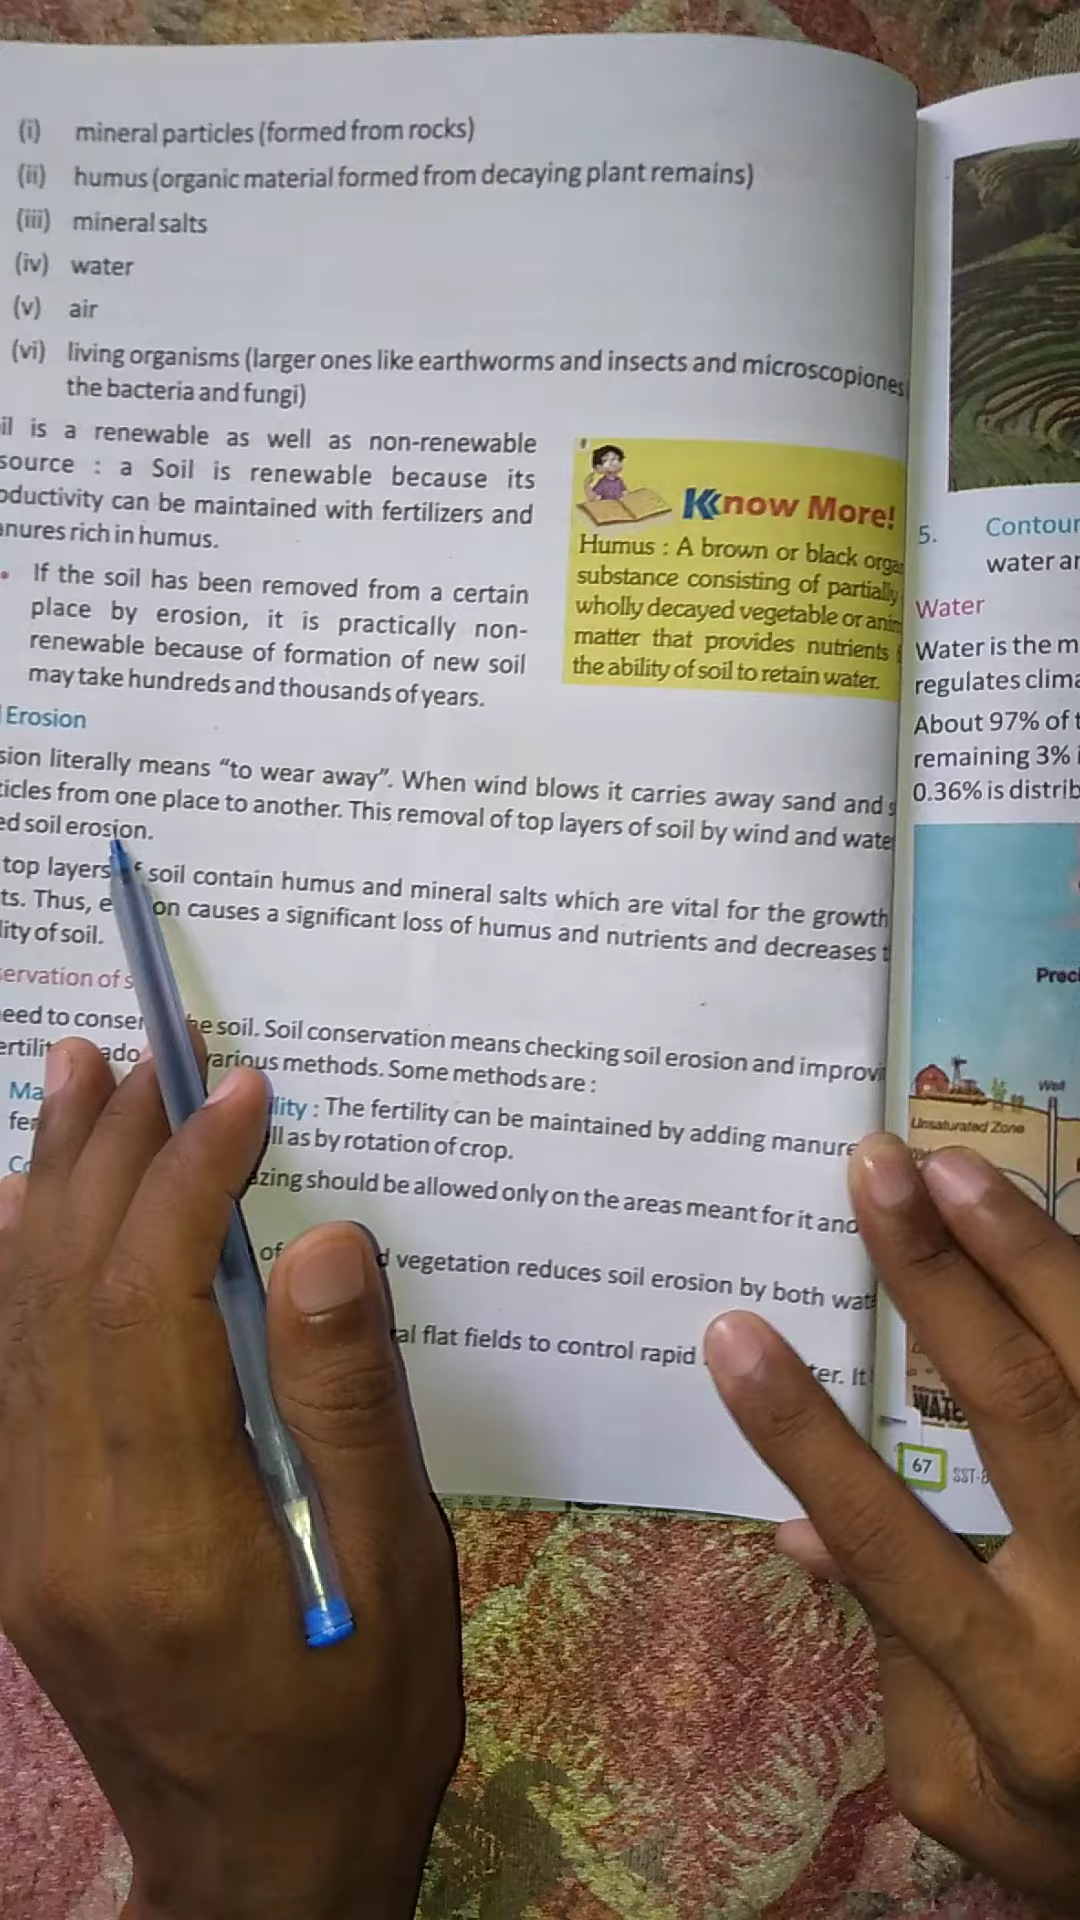 (i) mineral particles (formed from rocks)
(ii) humus (organic material formed from decaying plant remains)
(iii) mineral salts
(iv) water
(v) air
(vi) living organisms (larger ones like earthworms and insects and microscopiones
the bacteria and fungi)
il is a renewable as well as non-renewable
source : a Soil is renewable because its
oductivity can be maintained with fertilizers and
nures rich in humus.
• If the soil has been removed from a certain
place by erosion, it is practically non-
renewable because of formation of new soil
may take hundreds and thousands of years.
Know More!
Humus : A brown or black orga
substance consisting of partially
wholly decayed vegetable or anim
matter that provides nutrients
the ability of soil to retain water.
Erosion
sion literally means “to wear away”. When wind blows it carries away sand and s
ticles from one place to another. This removal of top layers of soil by wind and wate
ed soil erosion.
top layers soil contain humus and mineral salts which are vital for the growth
ts. Thus, e on causes a significant loss of humus and nutrients and decreases t
lity of soil.
servation of s
eed to conser he soil. Soil conservation means checking soil erosion and improvi
ertilit ado arious methods. Some methods are :
Ma lity : The fertility can be maintained by adding manure
fer ll as by rotation of crop.
Co azing should be allowed only on the areas meant for it and
of d vegetation reduces soil erosion by both wat
al flat fields to control rapid ter. It
5. Contour
water ar
Water
Water is the m
regulates clima
About 97% of t
remaining 3% i
0.36% is distrib
Preci
Well
Unsaturated Zone
WATE
67
SST-8